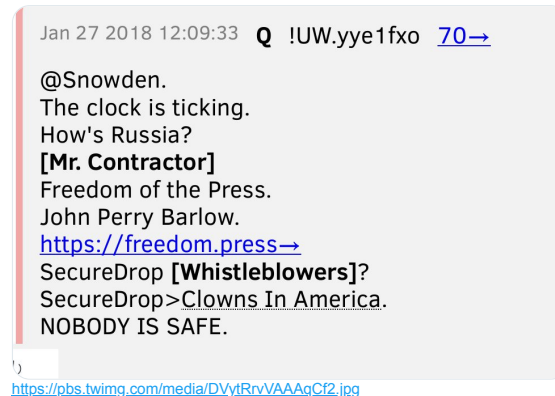 Jan 27 2018 12:09:33 Q !UW.yye1fxo 70→
@Snowden.
The clock is ticking.
How's Russia?
[Mr. Contractor]
Freedom of the Press.
John Perry Barlow.
https://freedom.press→
SecureDrop [Whistleblowers]?
SecureDrop>Clowns In America.
NOBODY IS SAFE.
https://pbs.twimg.com/media/DVytRrvVAAAqCf2.jpg